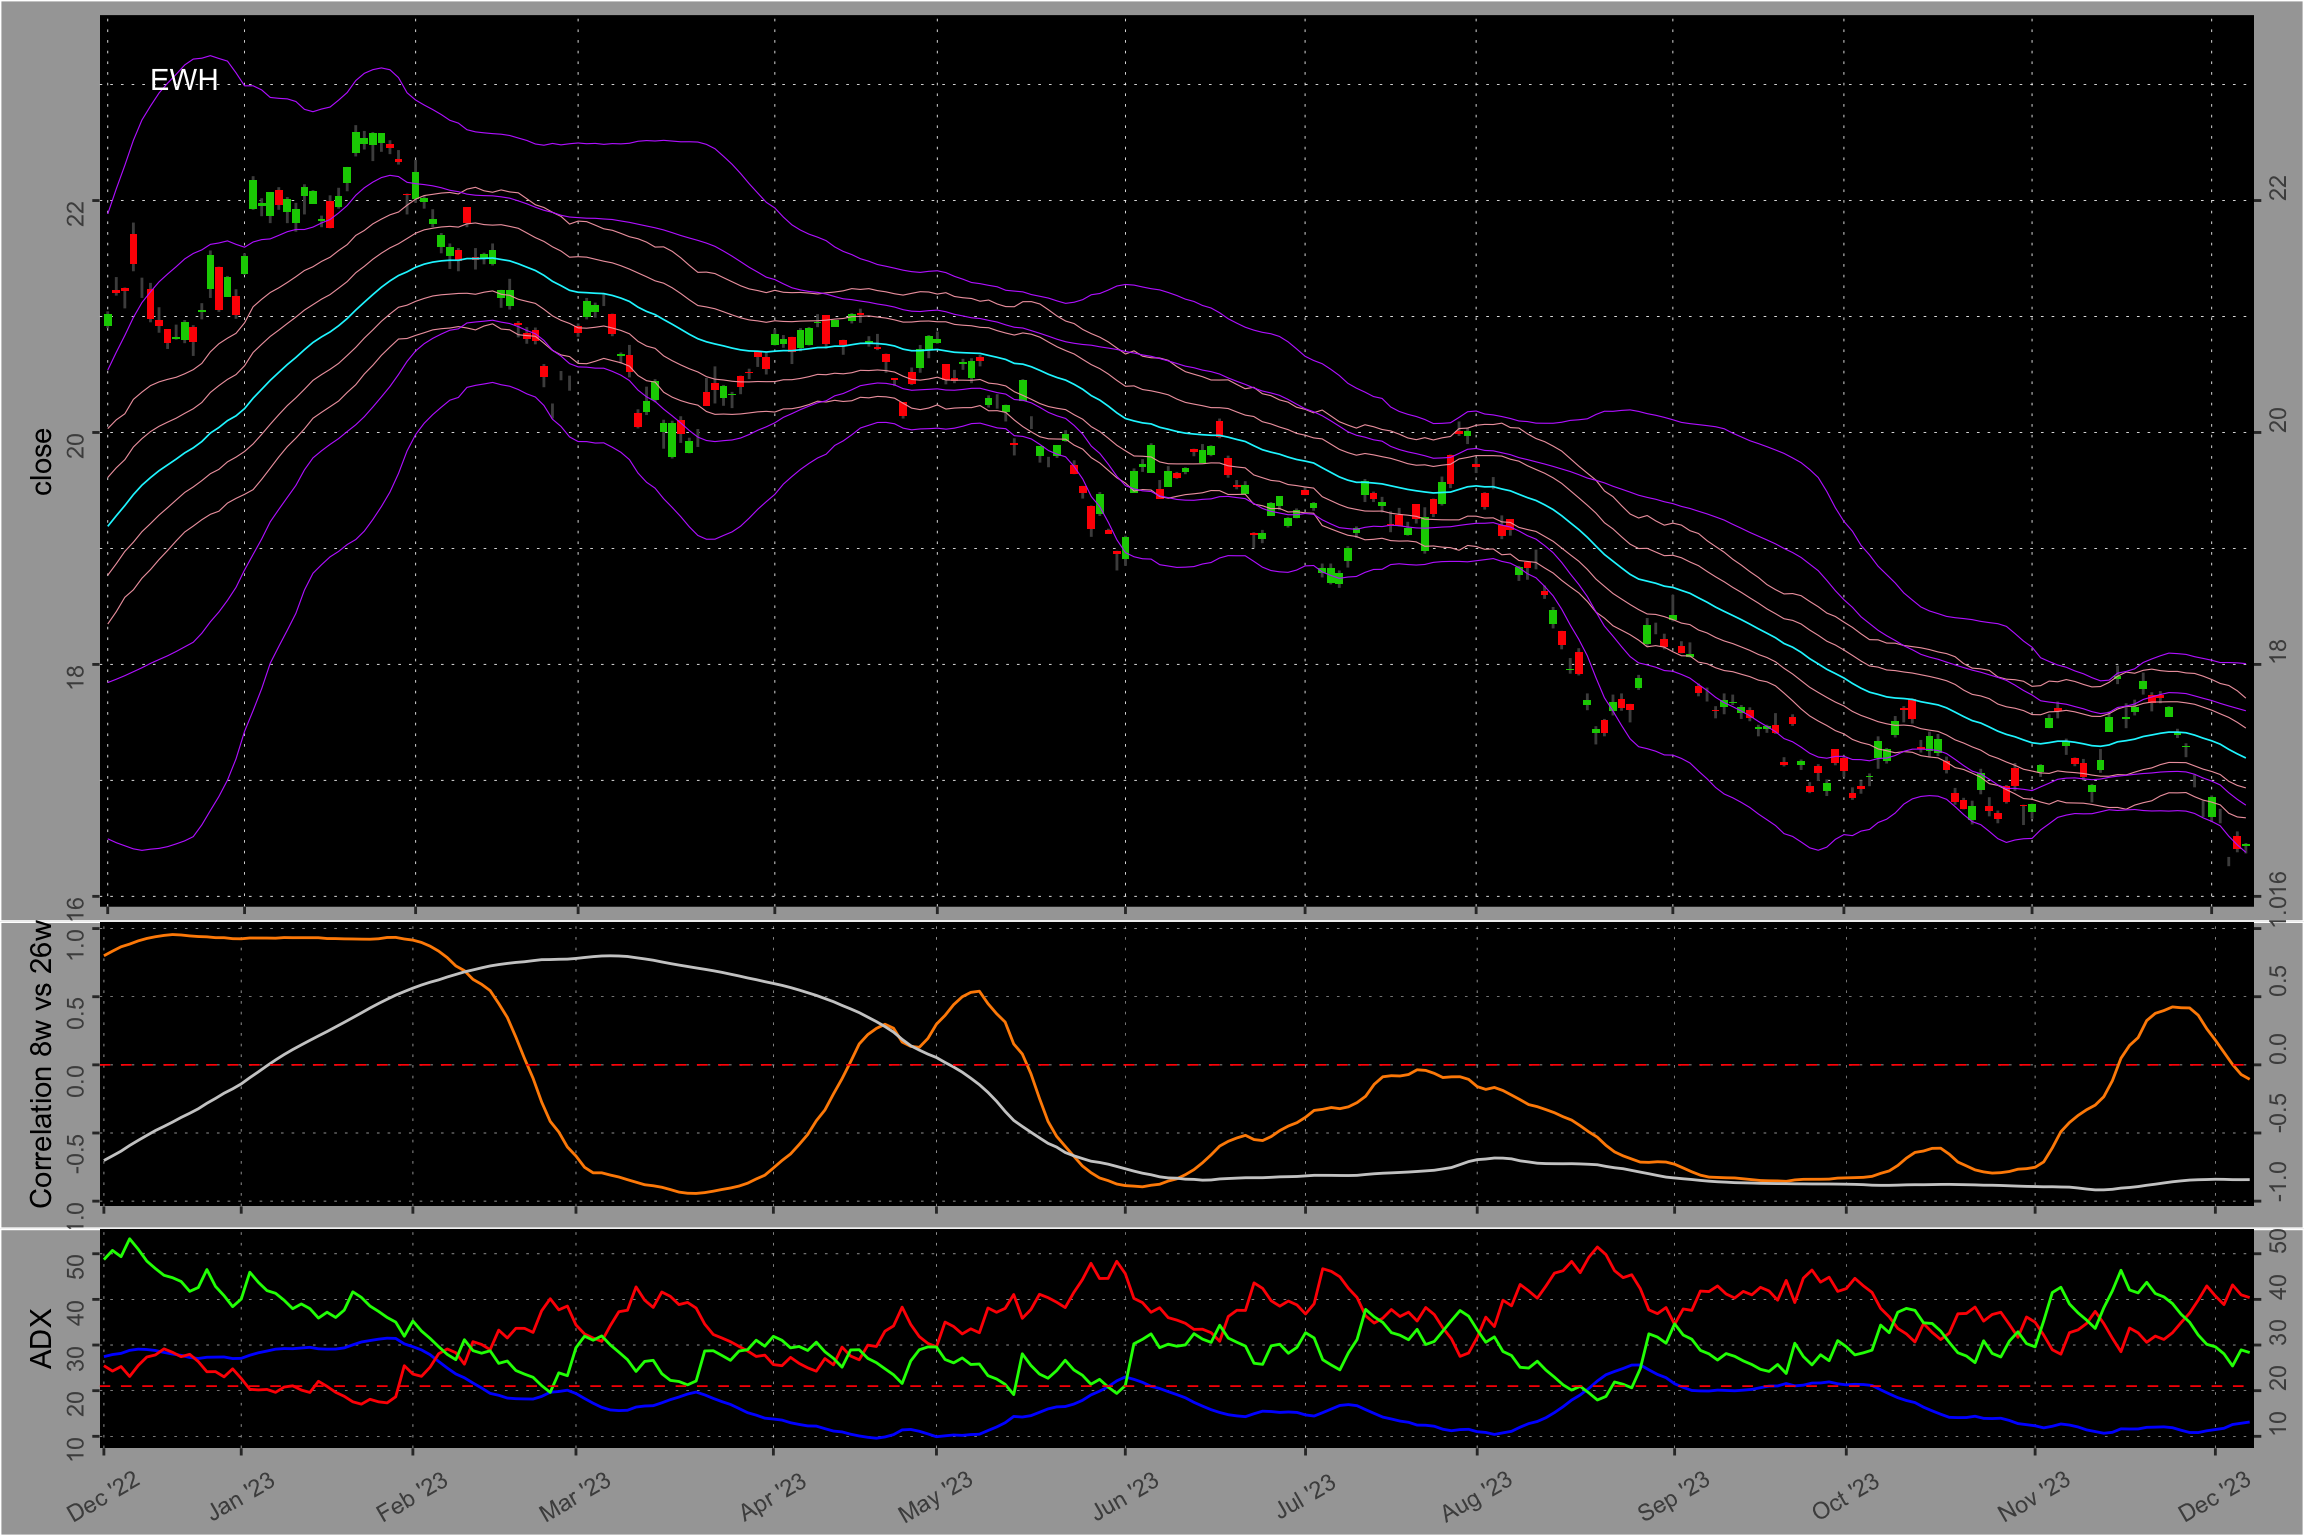 EWH
close
22
20
18
16
22
20
18
1.016
Correlation 8w vs 26w
1.0
0.5
0.0
-0.5
1.0
0.5
0.0
-0.5
-1.0
ADX
50
40
30
20
10
50
40
30
20
10
Dec '22
Jan '23
Feb '23
Mar '23
Apr '23
May '23
Jun '23
Jul '23
Aug '23
Sep '23
Oct '23
Nov '23
Dec '23